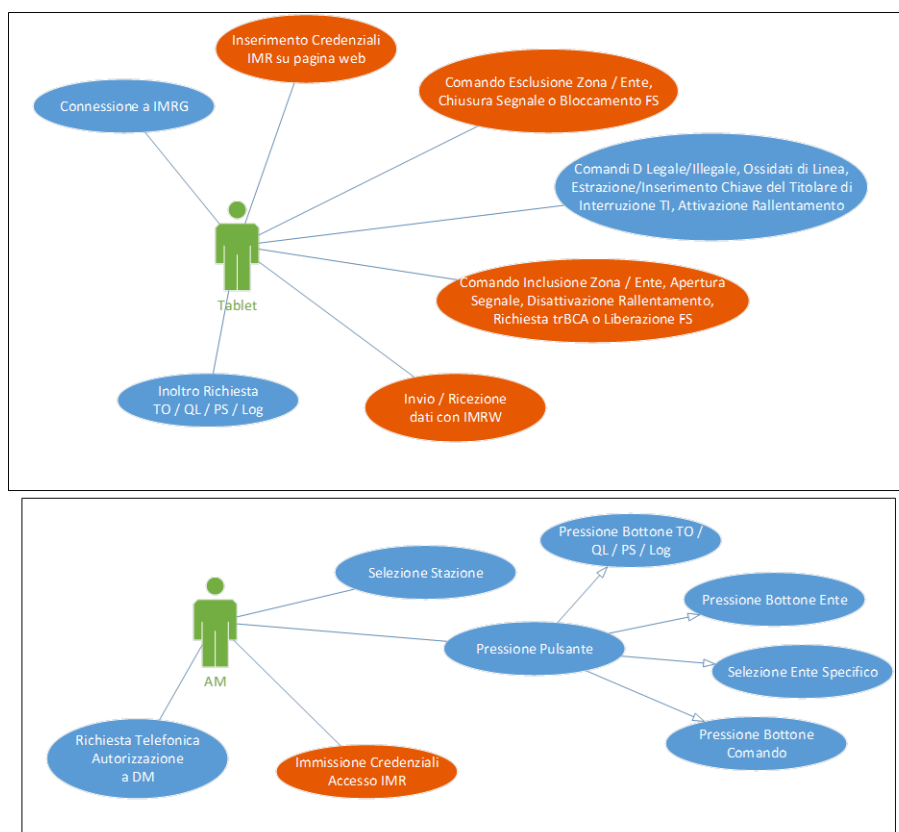 Inserimento Credenziali
IMR su pagina web
Connessione a IMRG
Comando Esclusione Zona / Ente,
Chiusura Segnale o Bloccamento FS
Comandi D Legale/Illegale, Ossidati di Linea,
Estrazione/Inserimento Chiave del Titolare di
Interruzione TI, Attivazione Rallentamento
Tablet
Comando Inclusione Zona / Ente, Apertura
Segnale, Disattivazione Rallentamento,
Richiesta trBCA o Liberazione FS
Inoltro Richiesta
TO / QL / PS / Log
Invio / Ricezione
dati con IMRW
Pressione Bottone TO /
QL / PS / Log
Selezione Stazione
Pressione Bottone Ente
Pressione Pulsante
Selezione Ente Specifico
AM
Richiesta Telefonica
Autorizzazione
a DM
Immissione Credenziali
Accesso IMR
Pressione Bottone
Comando